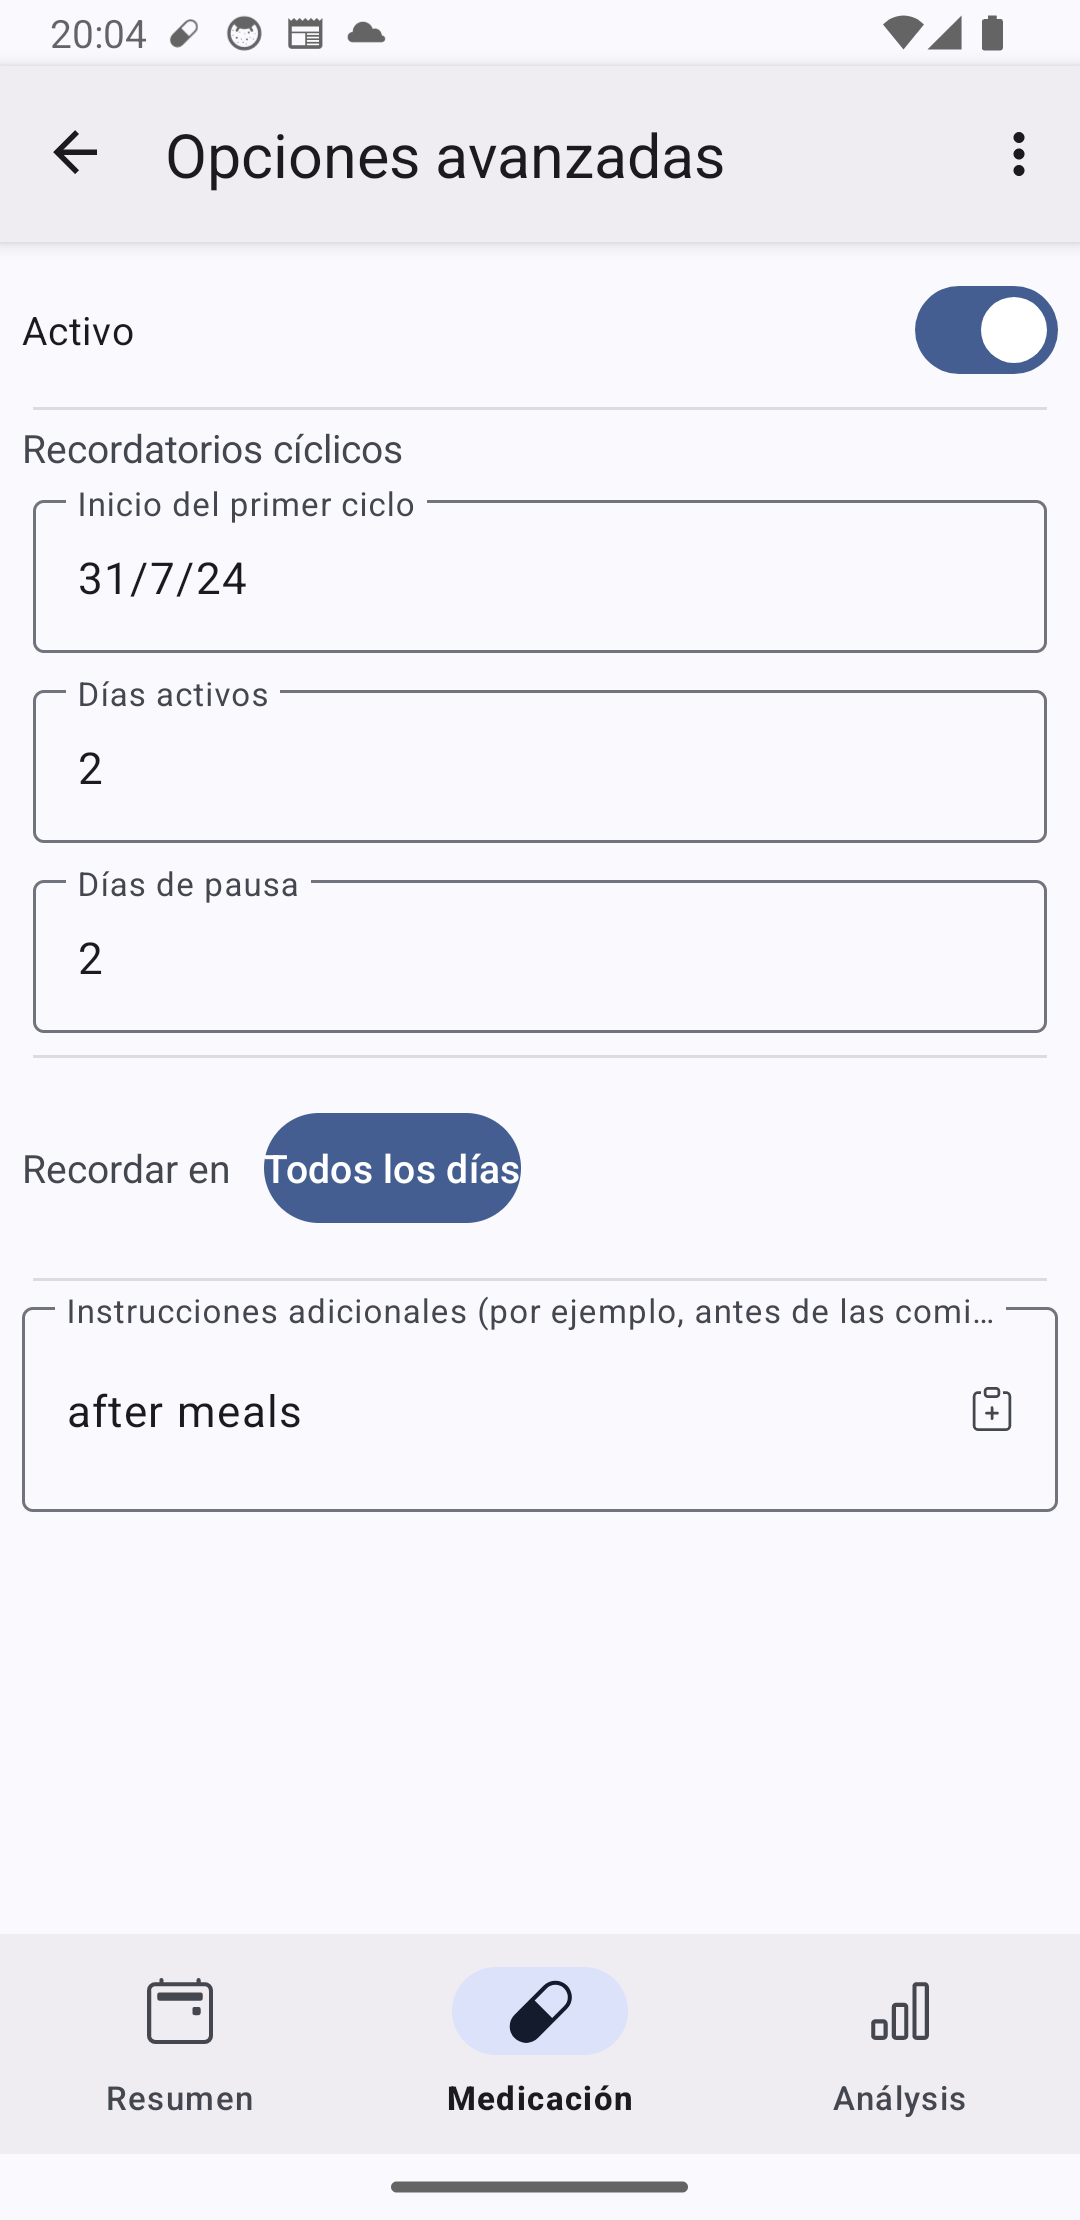 20:04
Opciones avanzadas
Activo
Recordatorios cíclicos
Inicio del primer ciclo
31/7/24
Días activos
2
Días de pausa
2
Recordar en Todos los días
Instrucciones adicionales (por ejemplo, antes de las comi...
after meals
Resumen Medicación Análysis